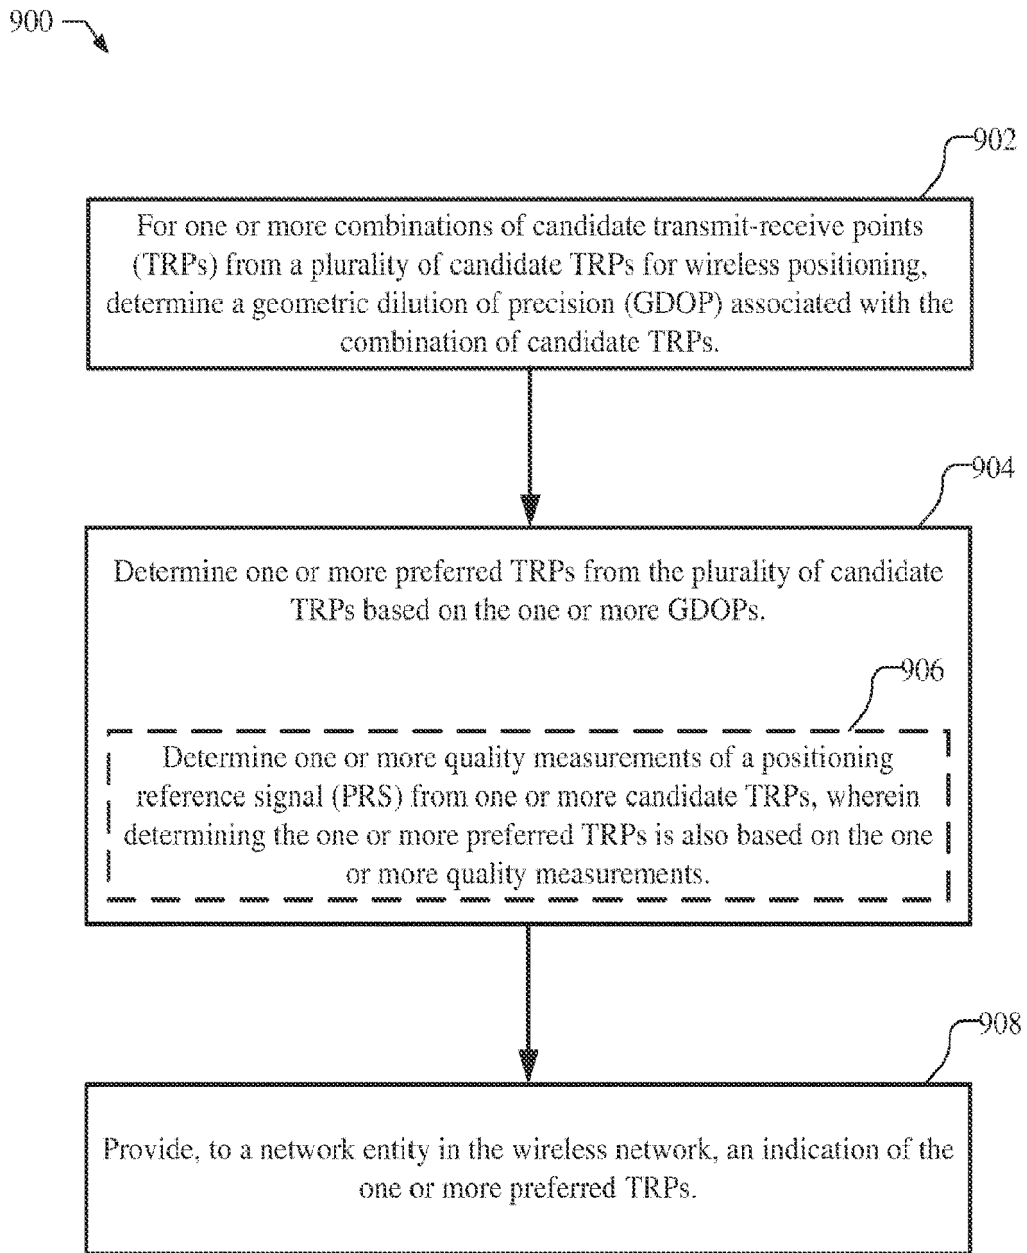 900
902
For one or more combinations of candidate transmit-receive points
(TRPs) from a plurality of candidate TRPs for wireless positioning,
determine a geometric dilution of precision (GDOP) associated with the
combination of candidate TRPs.
904
Determine one or more preferred TRPs from the plurality of candidate
TRPs based on the one or more GDOPs.
906
Determine one or more quality measurements of a positioning
reference signal (PRS) from one or more candidate TRPs, wherein
determining the one or more preferred TRPs is also based on the one
or more quality measurements.
908
Provide, to a network entity in the wireless network, an indication of the
one or more preferred TRPs.